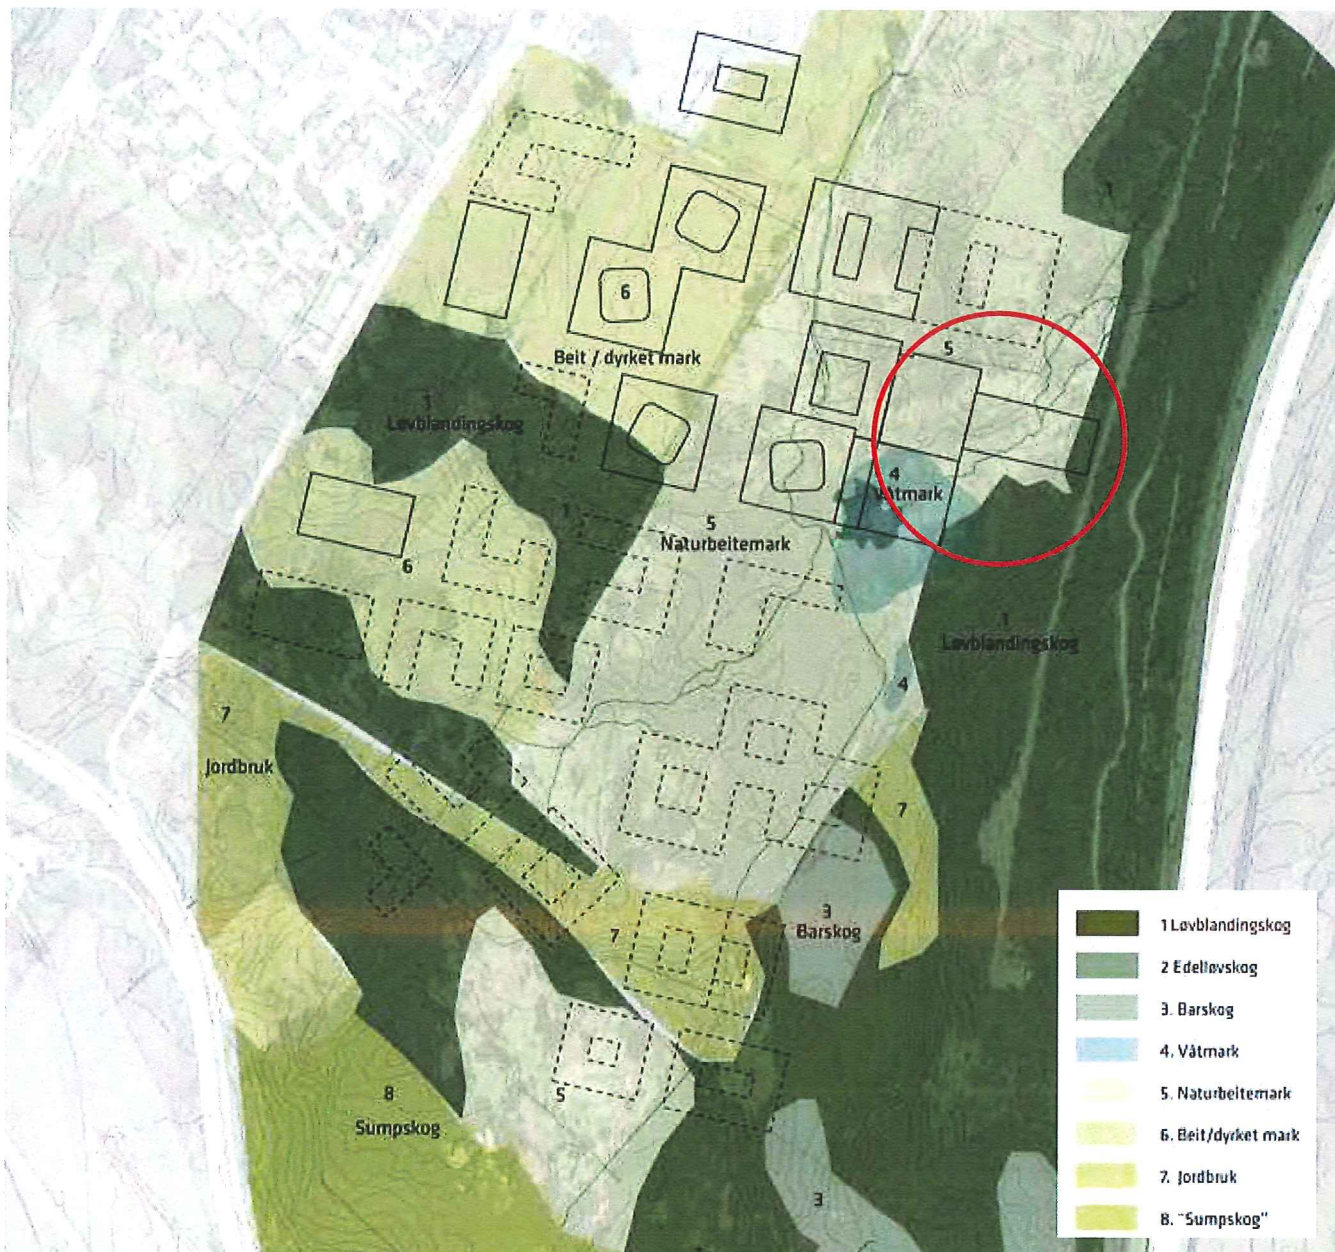 1
6
Beit / dyrket mark
5
1
Løvblandingskog
4
Våtmark
5
Naturbeitemark
1
6
1
Løvblandingskog
4
7
Jordbruk
7
3
Barskog
7
8
Sumpskog
5
3
1 Løvblandingskog
2 Edelløvskog
3. Barskog
4. Våtmark
5. Naturbeitemark
6. Beit/dyrket mark
7. Jordbruk
8. "Sumpskog"